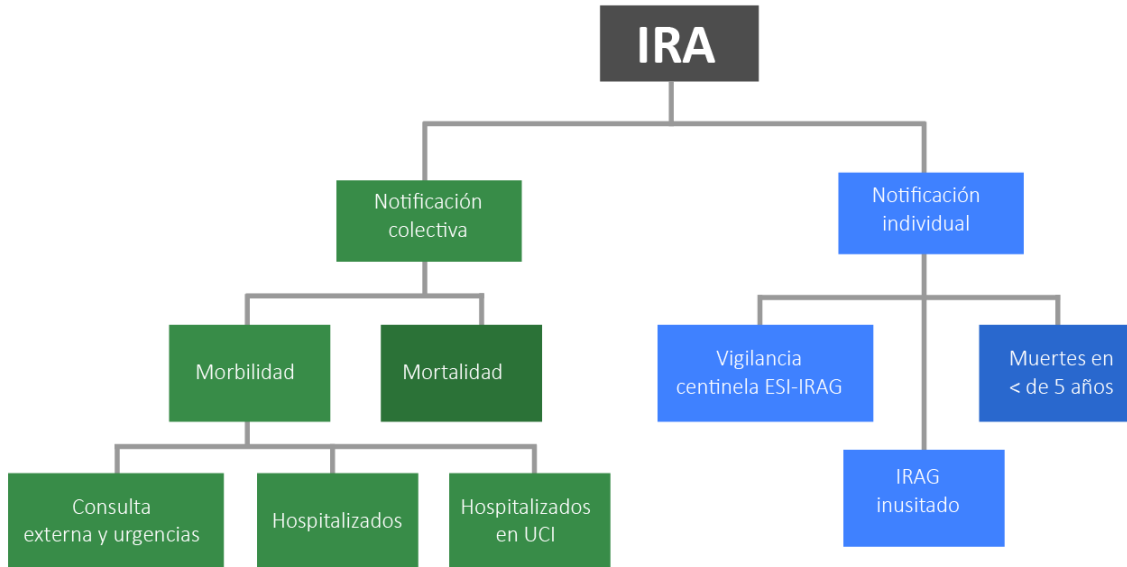 IRA
Notificación
colectiva
Notificación
individual
Morbilidad
Mortalidad
Vigilancia
centinela ESI-IRAG
Muertes en
< de 5 años
Consulta
externa y urgencias
Hospitalizados
Hospitalizados
en UCI
IRAG
inusitado